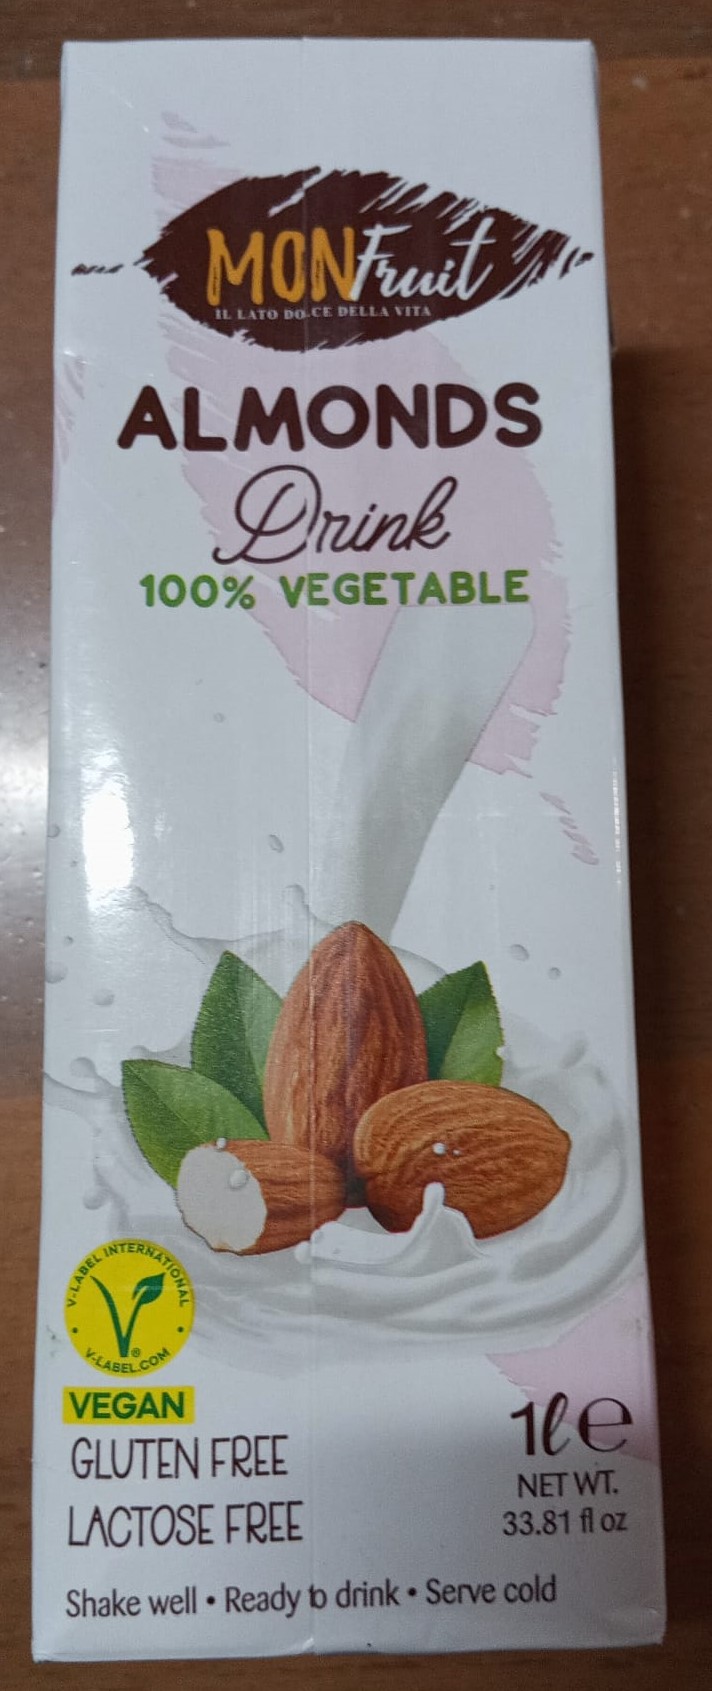 MONFruit
IL LATO DOLCE DELLA VITA
ALMONDS
Drink
100% VEGETABLE
V-LABEL INTERNATIONAL
V
®
V-LABEL.COM
VEGAN
GLUTEN FREE
LACTOSE FREE
1 ℓ e
NET WT.
33.81 fl oz
Shake well • Ready to drink • Serve cold